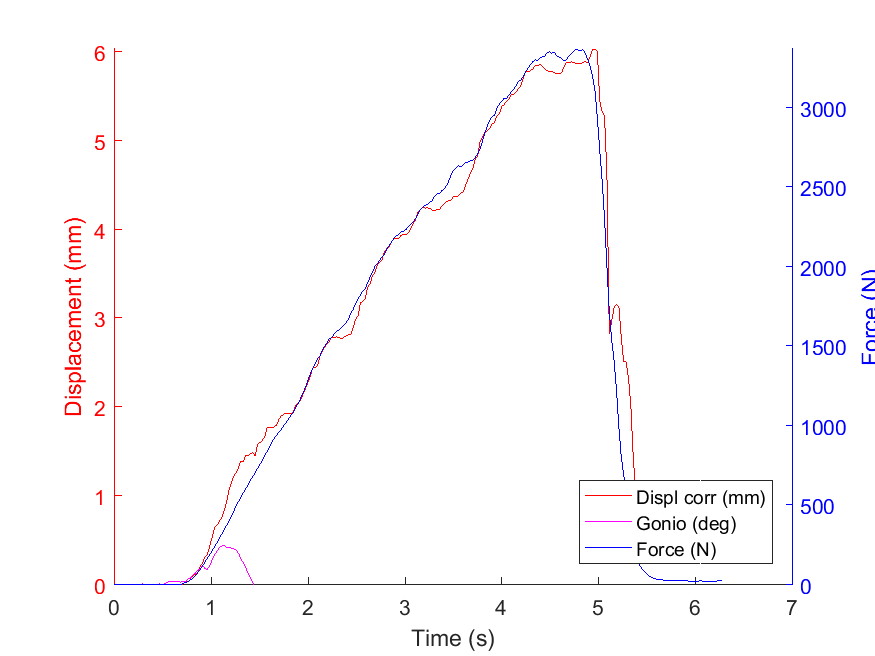 6
5
4
3
2
1
0
Displacement (mm)
3000
2500
2000
1500
1000
500
0
Force (N)
Displ corr (mm)
Gonio (deg)
Force (N)
0 1 2 3 4 5 6 7
Time (s)